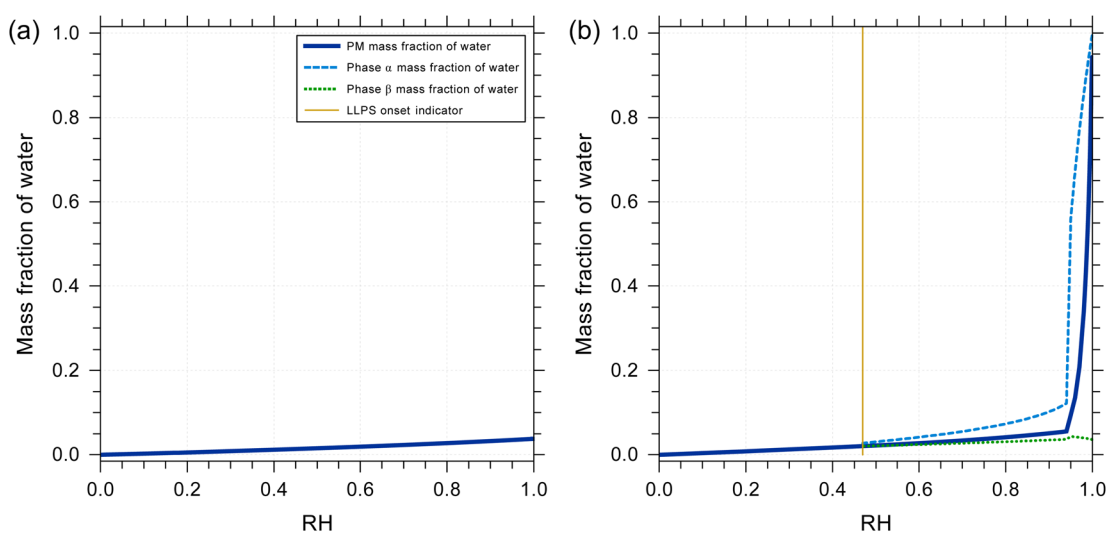 (a)
1.0
0.8
0.6
0.4
0.2
0.0
Mass fraction of water
PM mass fraction of water
Phase α mass fraction of water
Phase β mass fraction of water
LLPS onset indicator
0.0 0.2 0.4 0.6 0.8 1.0
RH
(b)
1.0
0.8
0.6
0.4
0.2
0.0
Mass fraction of water
0.0 0.2 0.4 0.6 0.8 1.0
RH